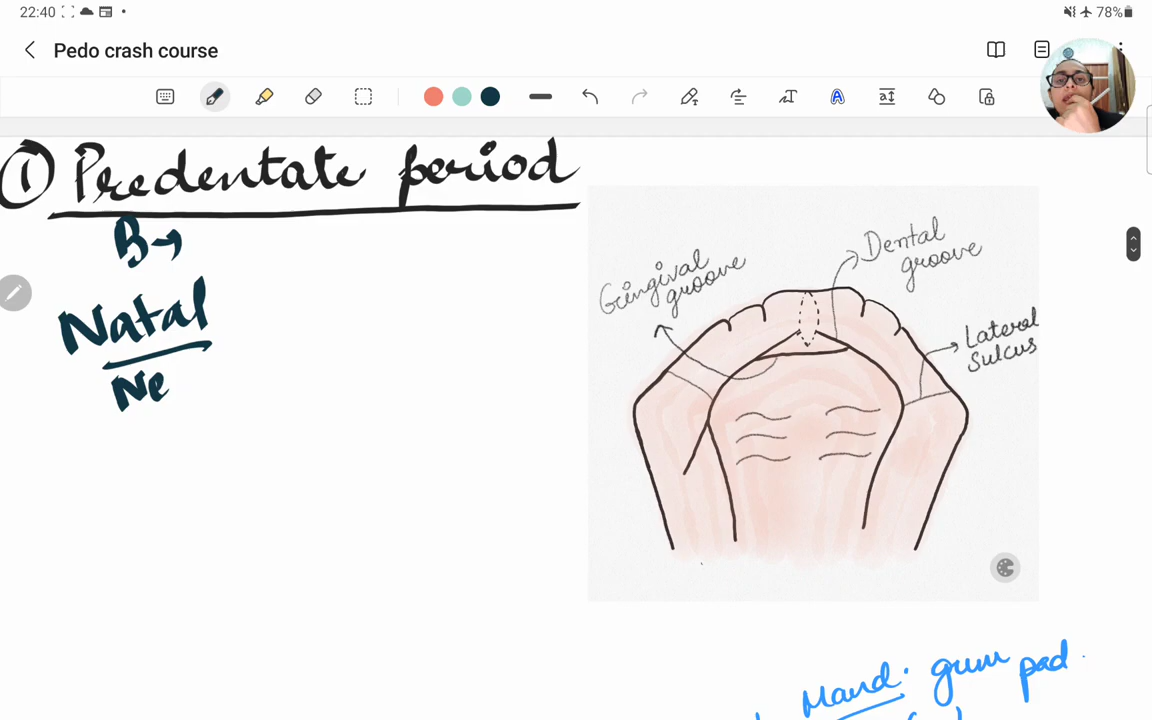 22:40
78%
Pedo crash course
① Predentate period
B→
Natal
Ne
Gingival
groove
Dental
groove
Lateral
sulcus
Mand. gum pad.